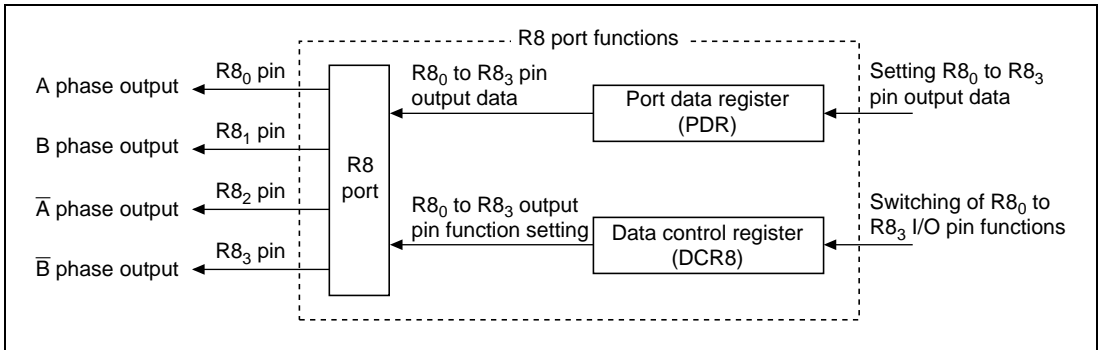 R8 port functions
A phase output
R8₀ pin
B phase output
R8₁ pin
A̅ phase output
R8₂ pin
B̅ phase output
R8₃ pin
R8
port
R8₀ to R8₃ pin
output data
Port data register
(PDR)
Setting R8₀ to R8₃
pin output data
R8₀ to R8₃ output
pin function setting
Data control register
(DCR8)
Switching of R8₀ to
R8₃ I/O pin functions